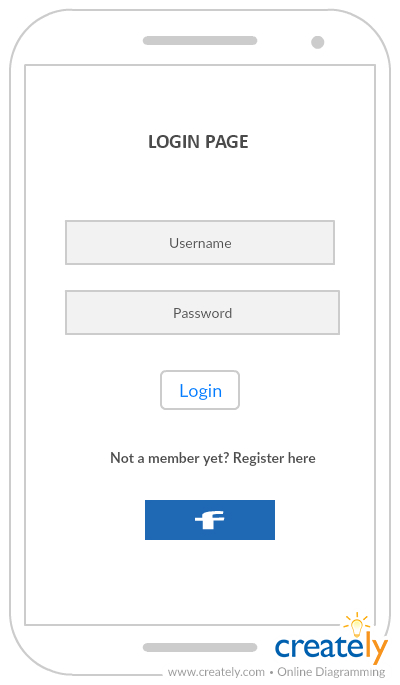 LOGIN PAGE
Username
Password
Login
Not a member yet? Register here
f
creately
www.creately.com • Online Diagramming